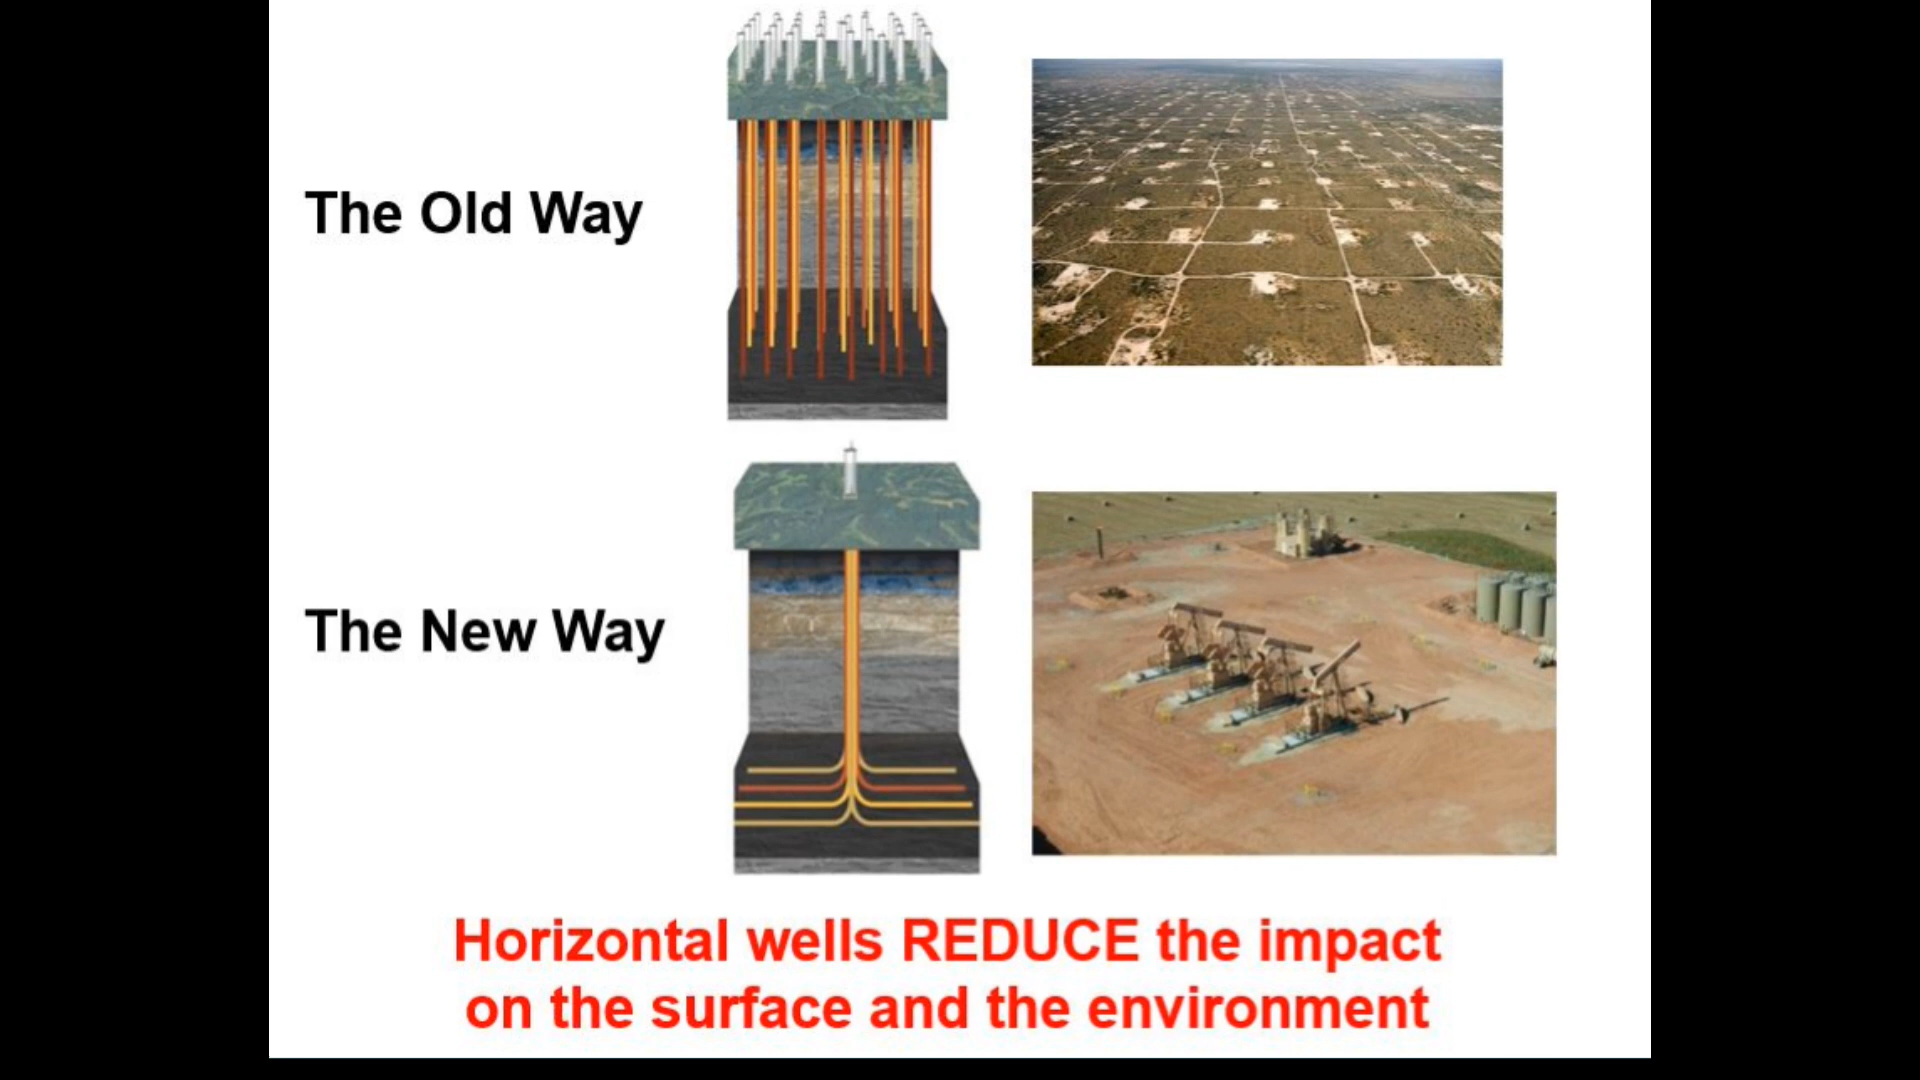 The Old Way
The New Way
Horizontal wells REDUCE the impact
on the surface and the environment